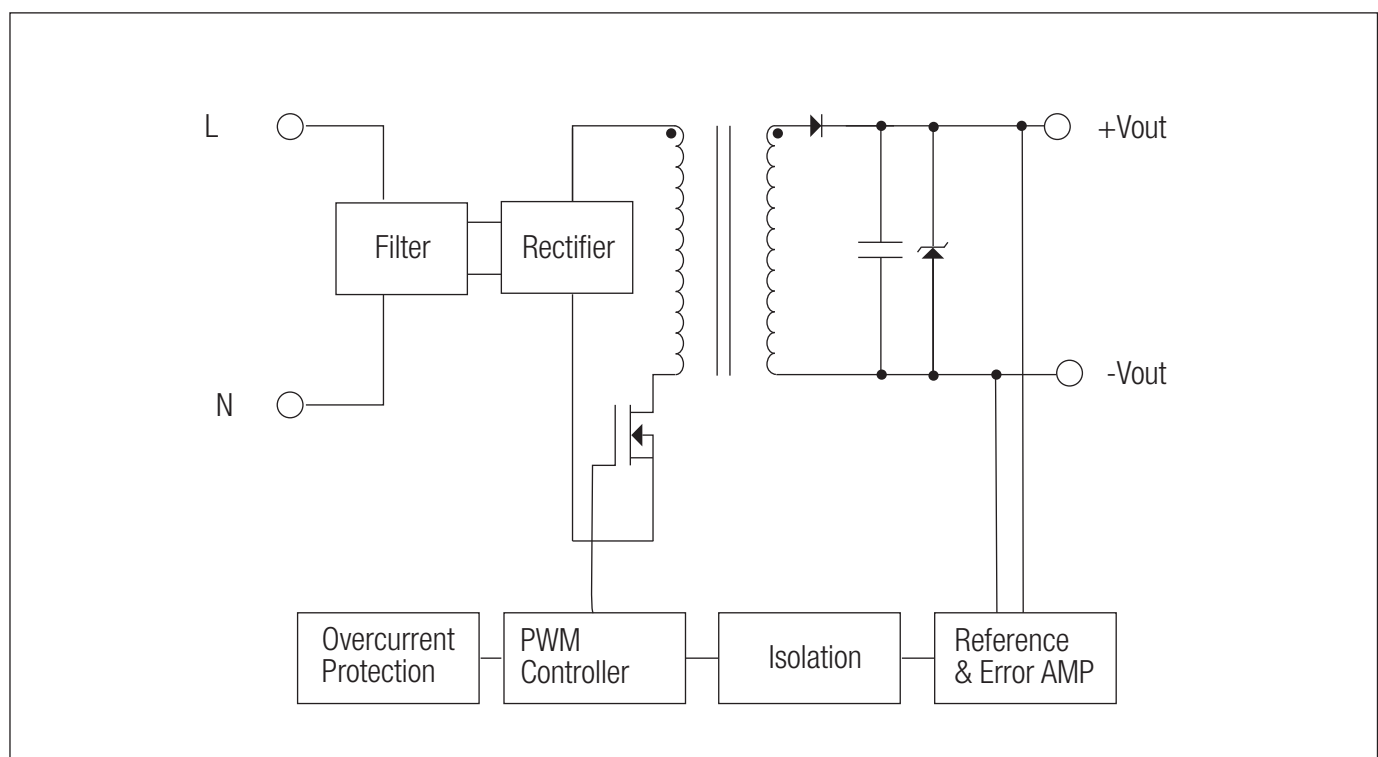 L
+Vout
Filter
Rectifier
-Vout
N
Overcurrent
Protection
PWM
Controller
Isolation
Reference
& Error AMP